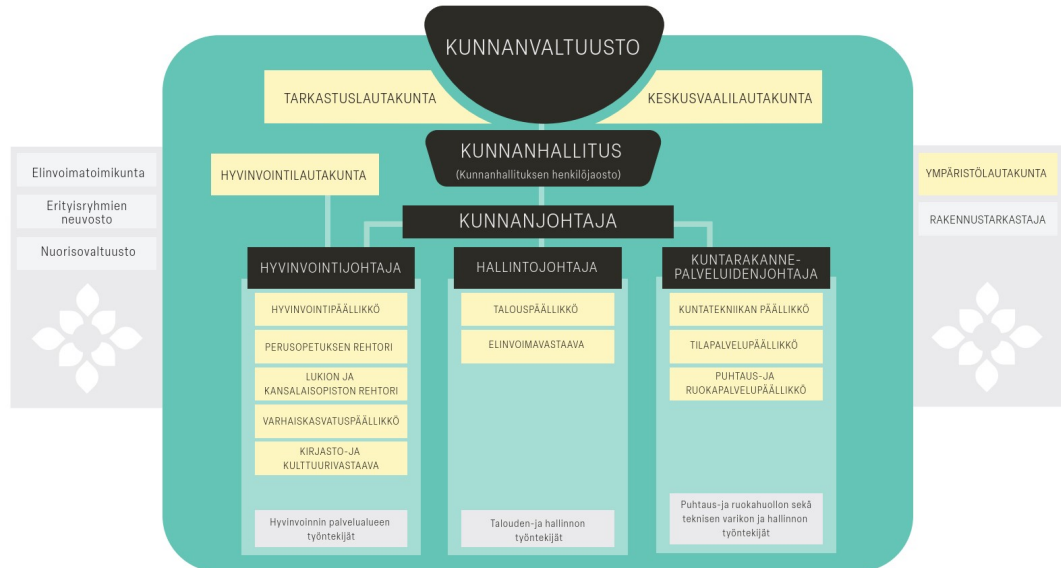 KUNNANVALTUUSTO
TARKASTUSLAUTAKUNTA
KESKUSVAALILAUTAKUNTA
KUNNANHALLITUS
(Kunnanhallituksen henkilöjaosto)
HYVINVOINTILAUTAKUNTA
KUNNANJOHTAJA
Elinvoimatoimikunta
Erityisryhmien
neuvosto
Nuorisovaltuusto
YMPÄRISTÖLAUTAKUNTA
RAKENNUSTARKASTAJA
HYVINVOINTIJOHTAJA
HYVINVOINTIPÄÄLLIKKÖ
PERUSOPETUKSEN REHTORI
LUKION JA
KANSALAISOPISTON REHTORI
VARHAISKASVATUSPÄÄLLIKKÖ
KIRJASTO-JA
KULTTUURIVASTAAVA
Hyvinvoinnin palvelualueen
työntekijät
HALLINTOJOHTAJA
TALOUSPÄÄLLIKKÖ
ELINVOIMAVASTAAVA
Talouden-ja hallinnon
työntekijät
KUNTARAKANNE-
PALVELUIDENJOHTAJA
KUNTATEKNIIKAN PÄÄLLIKKÖ
TILAPALVELUPÄÄLLIKKÖ
PUHTAUS-JA
RUOKAPALVELUPÄÄLLIKKÖ
Puhtaus-ja ruokahuollon sekä
teknisen varikon ja hallinnon
työntekijät